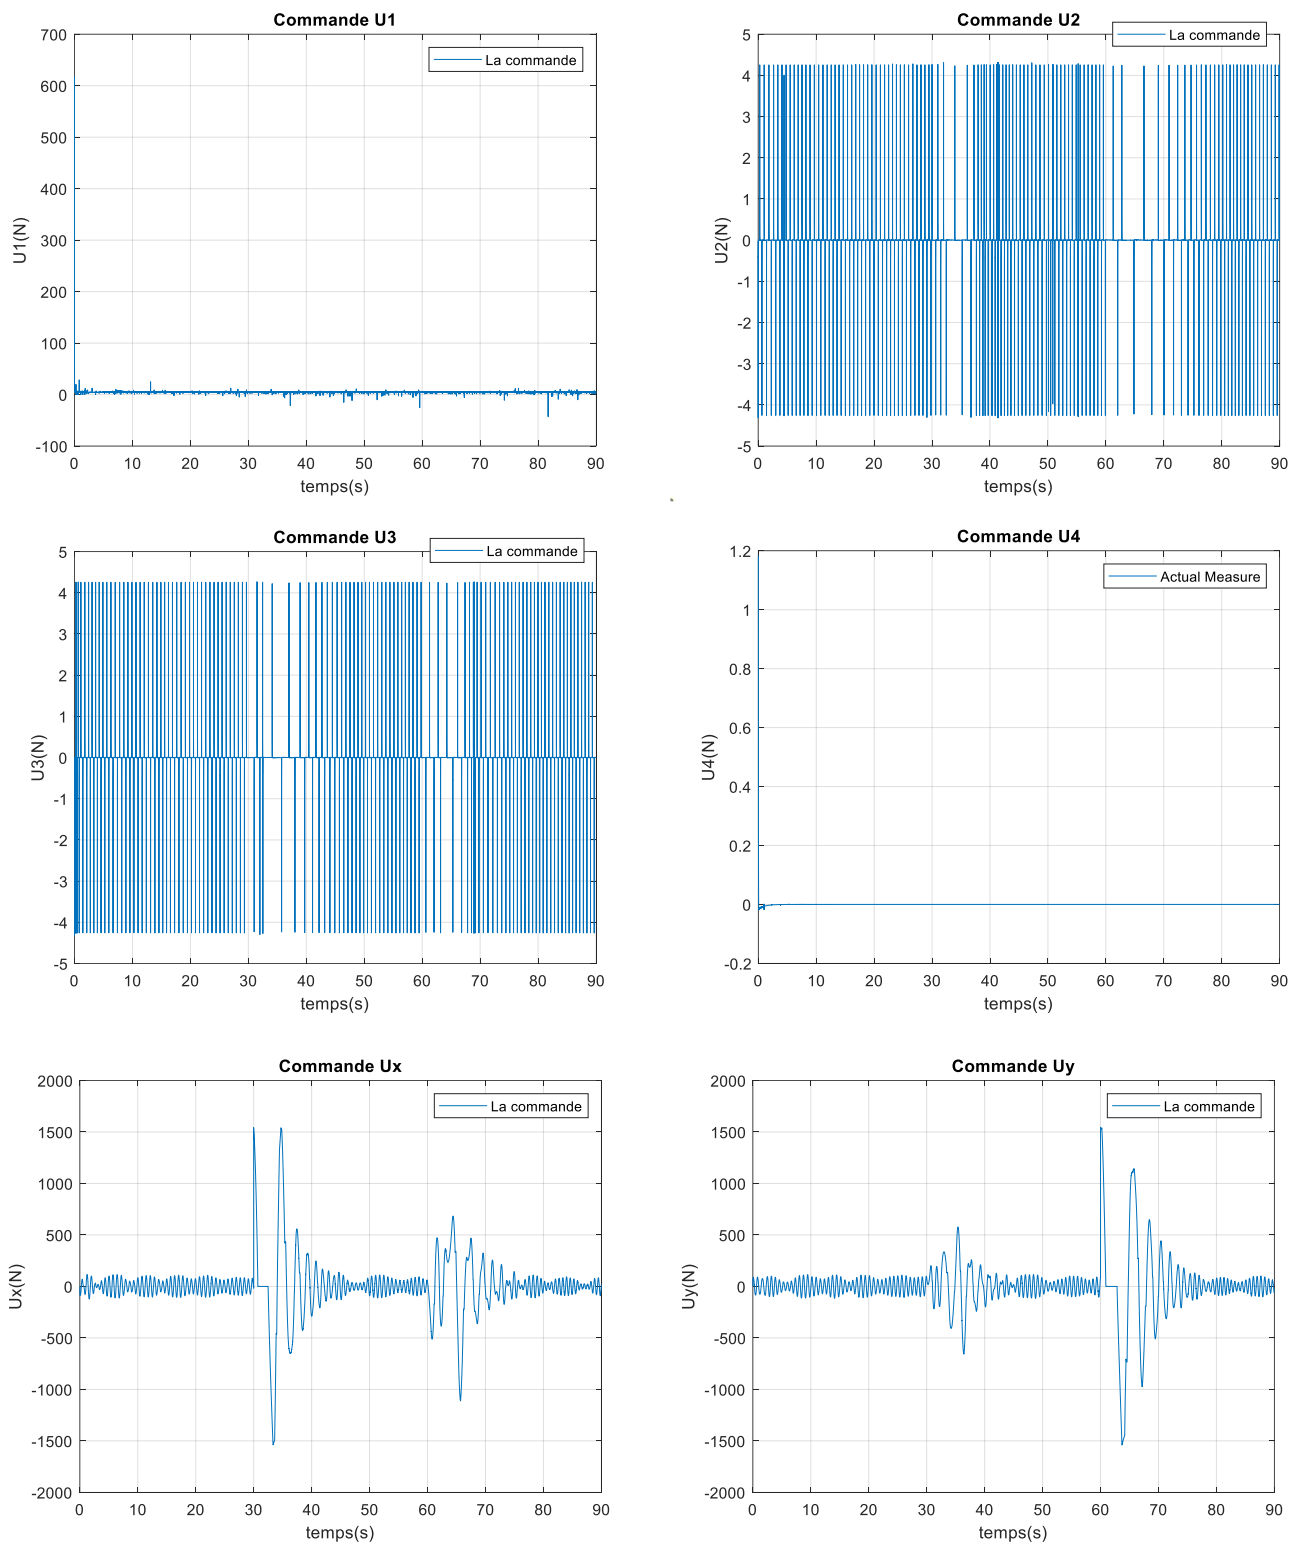 Commande U1
La commande
700
600
500
400
300
200
100
0
-100
U1(N)
0 10 20 30 40 50 60 70 80 90
temps(s)
Commande U2
La commande
5
4
3
2
1
0
-1
-2
-3
-4
-5
U2(N)
0 10 20 30 40 50 60 70 80 90
temps(s)
Commande U3
La commande
5
4
3
2
1
0
-1
-2
-3
-4
-5
U3(N)
0 10 20 30 40 50 60 70 80 90
temps(s)
Commande U4
Actual Measure
1.2
1
0.8
0.6
0.4
0.2
0
-0.2
U4(N)
0 10 20 30 40 50 60 70 80 90
temps(s)
Commande Ux
La commande
2000
1500
1000
500
0
-500
-1000
-1500
-2000
Ux(N)
0 10 20 30 40 50 60 70 80 90
temps(s)
Commande Uy
La commande
2000
1500
1000
500
0
-500
-1000
-1500
-2000
Uy(N)
0 10 20 30 40 50 60 70 80 90
temps(s)